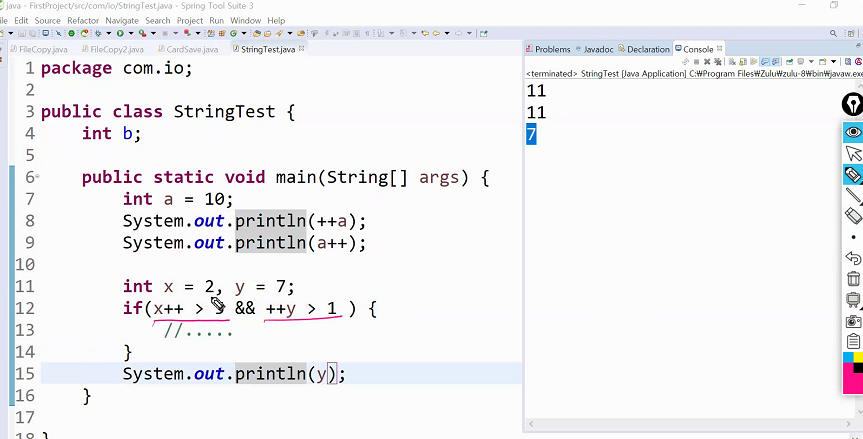 java - FirstProject/src/com/io/StringTest.java - Spring Tool Suite 3
File Edit Source Refactor Navigate Search Project Run Window Help
FileCopy.java FileCopy2.java CardSave.java StringTest.java
1 package com.io;
2
3 public class StringTest {
4 int b;
5
6 public static void main(String[] args) {
7 int a = 10;
8 System.out.println(++a);
9 System.out.println(a++);
10
11 int x = 2, y = 7;
12 if(x++ > && ++y > 1 ) {
13 //.....
14 }
15 System.out.println(y);
16 }
17
18 }
Problems Javadoc Declaration Console
<terminated> StringTest [Java Application] C:₩Program Files₩Zulu₩zulu-8₩bin₩javaw.exe
11
11
7